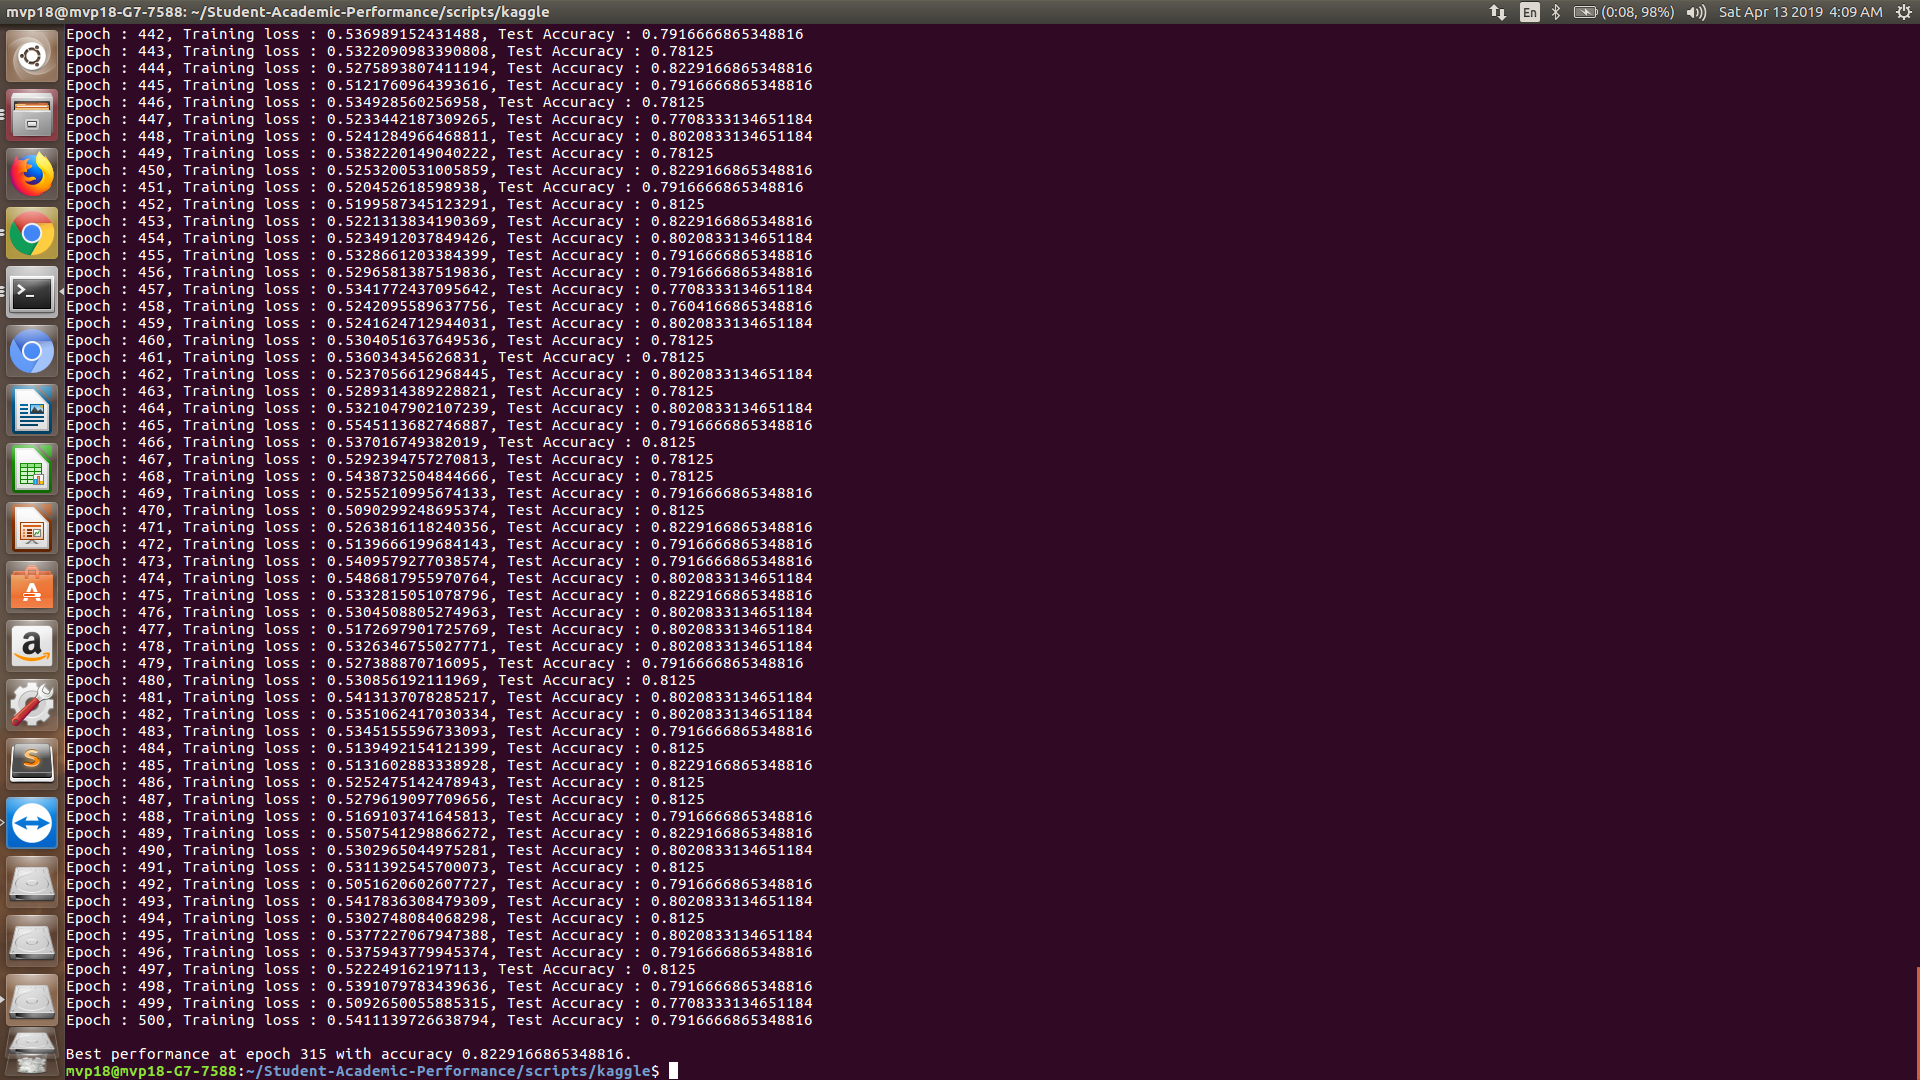 mvp18@mvp18-G7-7588: ~/Student-Academic-Performance/scripts/kaggle
En (0:08, 98%) Sat Apr 13 2019 4:09 AM
Epoch : 442, Training loss : 0.536989152431488, Test Accuracy : 0.7916666865348816
Epoch : 443, Training loss : 0.5322090983390808, Test Accuracy : 0.78125
Epoch : 444, Training loss : 0.5275893807411194, Test Accuracy : 0.8229166865348816
Epoch : 445, Training loss : 0.5121760964393616, Test Accuracy : 0.7916666865348816
Epoch : 446, Training loss : 0.534928560256958, Test Accuracy : 0.78125
Epoch : 447, Training loss : 0.5233442187309265, Test Accuracy : 0.7708333134651184
Epoch : 448, Training loss : 0.5241284966468811, Test Accuracy : 0.8020833134651184
Epoch : 449, Training loss : 0.5382220149040222, Test Accuracy : 0.78125
Epoch : 450, Training loss : 0.5253200531005859, Test Accuracy : 0.8229166865348816
Epoch : 451, Training loss : 0.520452618598938, Test Accuracy : 0.7916666865348816
Epoch : 452, Training loss : 0.5199587345123291, Test Accuracy : 0.8125
Epoch : 453, Training loss : 0.5221313834190369, Test Accuracy : 0.8229166865348816
Epoch : 454, Training loss : 0.5234912037849426, Test Accuracy : 0.8020833134651184
Epoch : 455, Training loss : 0.5328661203384399, Test Accuracy : 0.7916666865348816
Epoch : 456, Training loss : 0.5296581387519836, Test Accuracy : 0.7916666865348816
Epoch : 457, Training loss : 0.5341772437095642, Test Accuracy : 0.7708333134651184
Epoch : 458, Training loss : 0.5242095589637756, Test Accuracy : 0.7604166865348816
Epoch : 459, Training loss : 0.5241624712944031, Test Accuracy : 0.8020833134651184
Epoch : 460, Training loss : 0.5304051637649536, Test Accuracy : 0.78125
Epoch : 461, Training loss : 0.536034345626831, Test Accuracy : 0.78125
Epoch : 462, Training loss : 0.5237056612968445, Test Accuracy : 0.8020833134651184
Epoch : 463, Training loss : 0.5289314389228821, Test Accuracy : 0.78125
Epoch : 464, Training loss : 0.5321047902107239, Test Accuracy : 0.8020833134651184
Epoch : 465, Training loss : 0.5545113682746887, Test Accuracy : 0.7916666865348816
Epoch : 466, Training loss : 0.537016749382019, Test Accuracy : 0.8125
Epoch : 467, Training loss : 0.5292394757270813, Test Accuracy : 0.78125
Epoch : 468, Training loss : 0.5438732504844666, Test Accuracy : 0.78125
Epoch : 469, Training loss : 0.5255210995674133, Test Accuracy : 0.7916666865348816
Epoch : 470, Training loss : 0.5090299248695374, Test Accuracy : 0.8125
Epoch : 471, Training loss : 0.5263816118240356, Test Accuracy : 0.8229166865348816
Epoch : 472, Training loss : 0.5139666199684143, Test Accuracy : 0.7916666865348816
Epoch : 473, Training loss : 0.5409579277038574, Test Accuracy : 0.7916666865348816
Epoch : 474, Training loss : 0.5486817955970764, Test Accuracy : 0.8020833134651184
Epoch : 475, Training loss : 0.5332815051078796, Test Accuracy : 0.8229166865348816
Epoch : 476, Training loss : 0.5304508805274963, Test Accuracy : 0.8020833134651184
Epoch : 477, Training loss : 0.5172697901725769, Test Accuracy : 0.8020833134651184
Epoch : 478, Training loss : 0.5326346755027771, Test Accuracy : 0.8020833134651184
Epoch : 479, Training loss : 0.527388870716095, Test Accuracy : 0.7916666865348816
Epoch : 480, Training loss : 0.530856192111969, Test Accuracy : 0.8125
Epoch : 481, Training loss : 0.5413137078285217, Test Accuracy : 0.8020833134651184
Epoch : 482, Training loss : 0.5351062417030334, Test Accuracy : 0.8020833134651184
Epoch : 483, Training loss : 0.5345155596733093, Test Accuracy : 0.7916666865348816
Epoch : 484, Training loss : 0.5139492154121399, Test Accuracy : 0.8125
Epoch : 485, Training loss : 0.5131602883338928, Test Accuracy : 0.8229166865348816
Epoch : 486, Training loss : 0.5252475142478943, Test Accuracy : 0.8125
Epoch : 487, Training loss : 0.5279619097709656, Test Accuracy : 0.8125
Epoch : 488, Training loss : 0.5169103741645813, Test Accuracy : 0.7916666865348816
Epoch : 489, Training loss : 0.5507541298866272, Test Accuracy : 0.8229166865348816
Epoch : 490, Training loss : 0.5302965044975281, Test Accuracy : 0.8020833134651184
Epoch : 491, Training loss : 0.5311392545700073, Test Accuracy : 0.8125
Epoch : 492, Training loss : 0.5051620602607727, Test Accuracy : 0.7916666865348816
Epoch : 493, Training loss : 0.5417836308479309, Test Accuracy : 0.8020833134651184
Epoch : 494, Training loss : 0.5302748084068298, Test Accuracy : 0.8125
Epoch : 495, Training loss : 0.5377227067947388, Test Accuracy : 0.8020833134651184
Epoch : 496, Training loss : 0.5375943779945374, Test Accuracy : 0.7916666865348816
Epoch : 497, Training loss : 0.522249162197113, Test Accuracy : 0.8125
Epoch : 498, Training loss : 0.5391079783439636, Test Accuracy : 0.7916666865348816
Epoch : 499, Training loss : 0.5092650055885315, Test Accuracy : 0.7708333134651184
Epoch : 500, Training loss : 0.5411139726638794, Test Accuracy : 0.7916666865348816
Best performance at epoch 315 with accuracy 0.8229166865348816.
mvp18@mvp18-G7-7588:~/Student-Academic-Performance/scripts/kaggle$